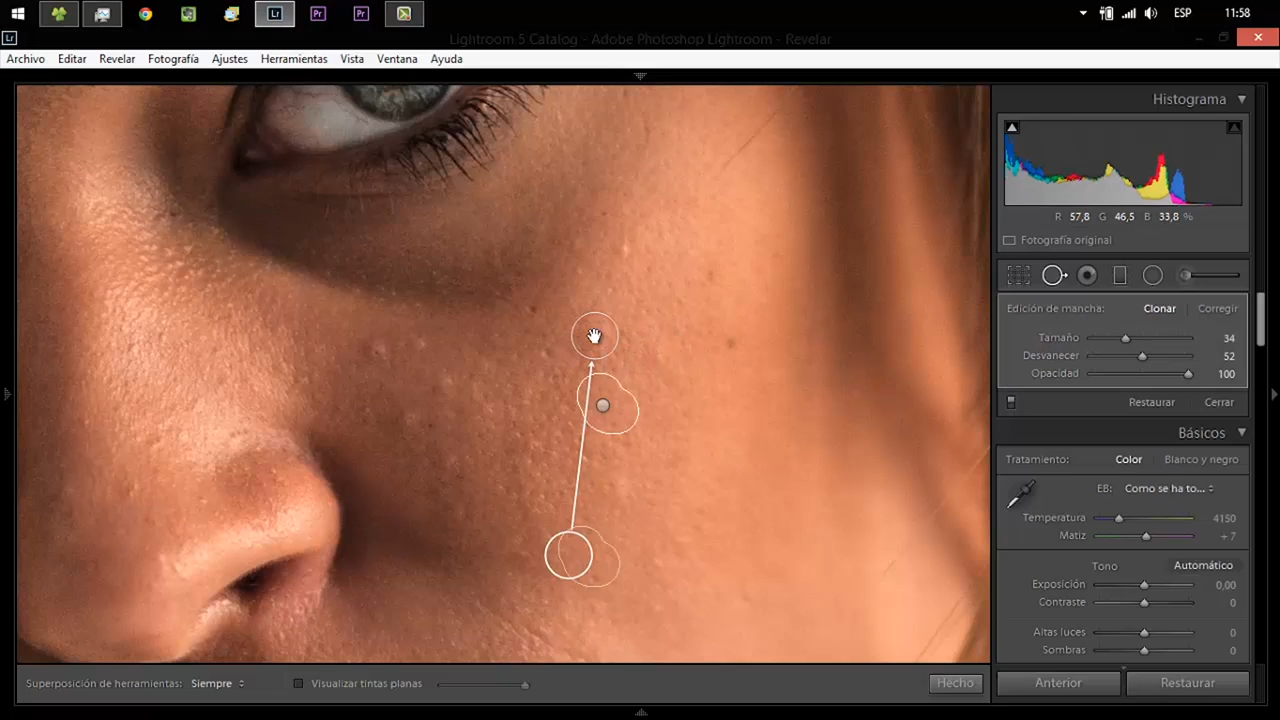 Lr Pr Pr ESP 11:58
Lr Lightroom 5 Catalog - Adobe Photoshop Lightroom - Revelar
Archivo Editar Revelar Fotografía Ajustes Herramientas Vista Ventana Ayuda
Histograma
R 57,8 G 46,5 B 33,8 %
Fotografía original
Edición de mancha: Clonar Corregir
Tamaño 34
Desvanecer 52
Opacidad 100
Restaurar Cerrar
Básicos
Tratamiento: Color Blanco y negro
EB: Como se ha to...
Temperatura 4150
Matiz + 7
Tono Automático
Exposición 0,00
Contraste 0
Altas luces 0
Sombras 0
Superposición de herramientas: Siempre Visualizar tintas planas Hecho Anterior Restaurar